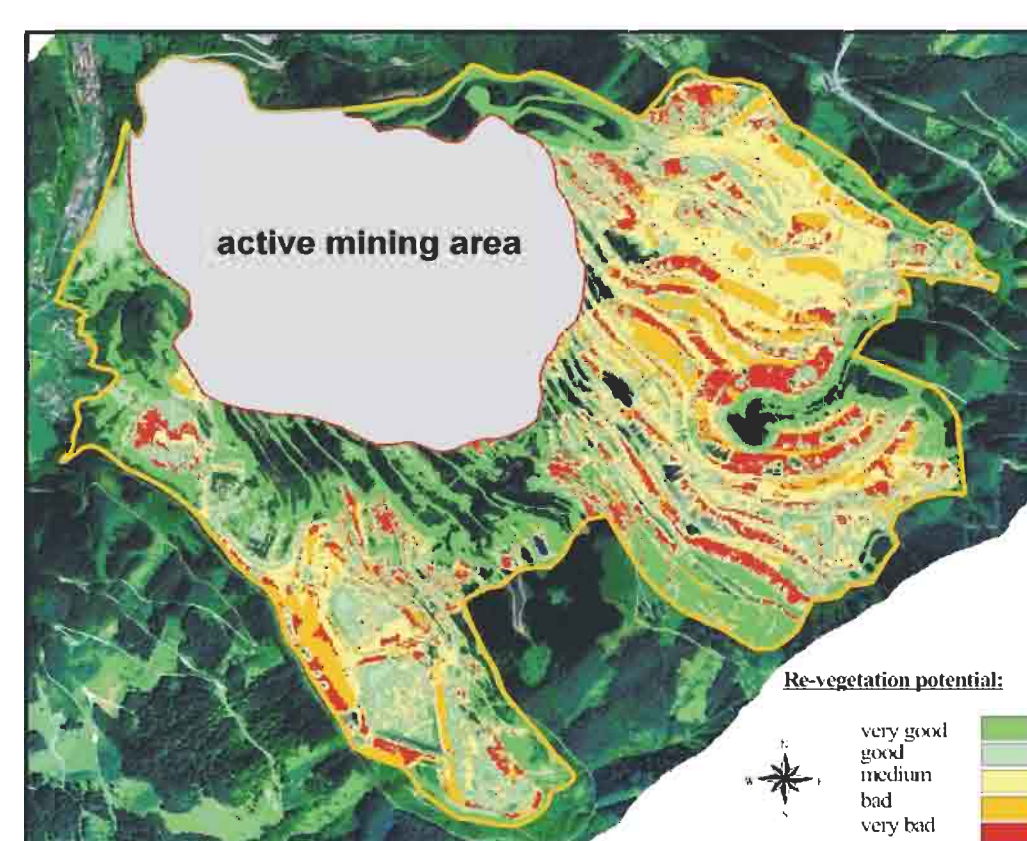 active mining area
Re-vegetation potential:
very good
good
medium
bad
very bad
W